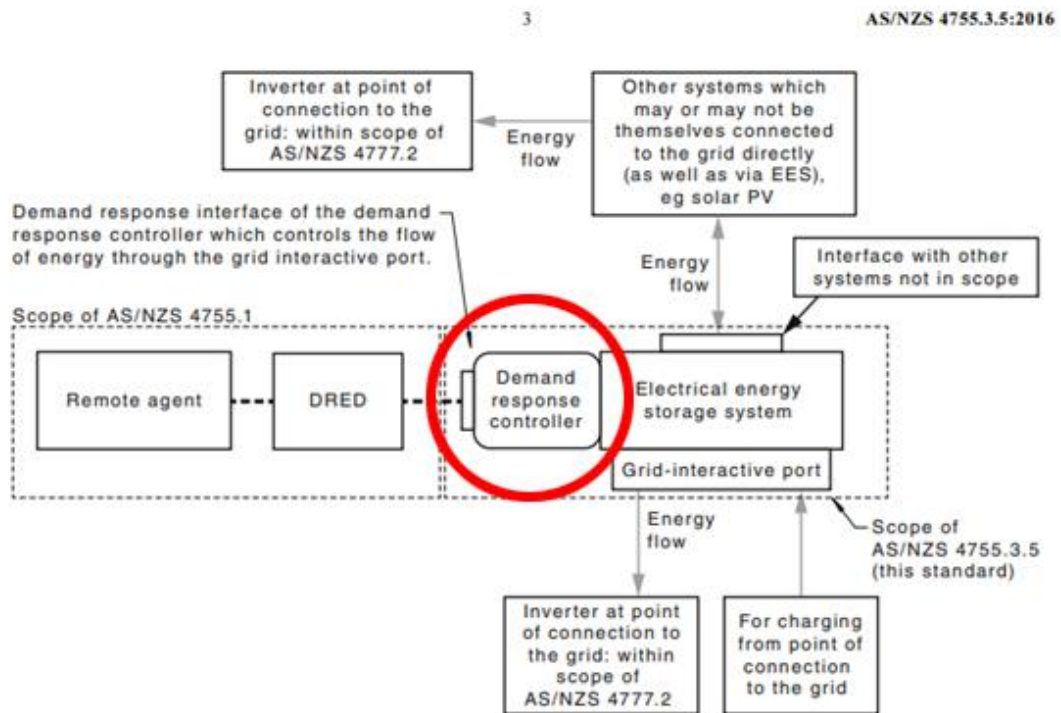 3
AS/NZS 4755.3.5:2016
Inverter at point of
connection to the
grid: within scope of
AS/NZS 4777.2
Energy
flow
Other systems which
may or may not be
themselves connected
to the grid directly
(as well as via EES),
eg solar PV
Demand response interface of the demand
response controller which controls the flow
of energy through the grid interactive port.
Energy
flow
Interface with other
systems not in scope
Scope of AS/NZS 4755.1
Remote agent
DRED
Demand
response
controller
Electrical energy
storage system
Grid-interactive port
Energy
flow
Scope of
AS/NZS 4755.3.5
(this standard)
Inverter at point
of connection to
the grid: within
scope of
AS/NZS 4777.2
For charging
from point of
connection
to the grid